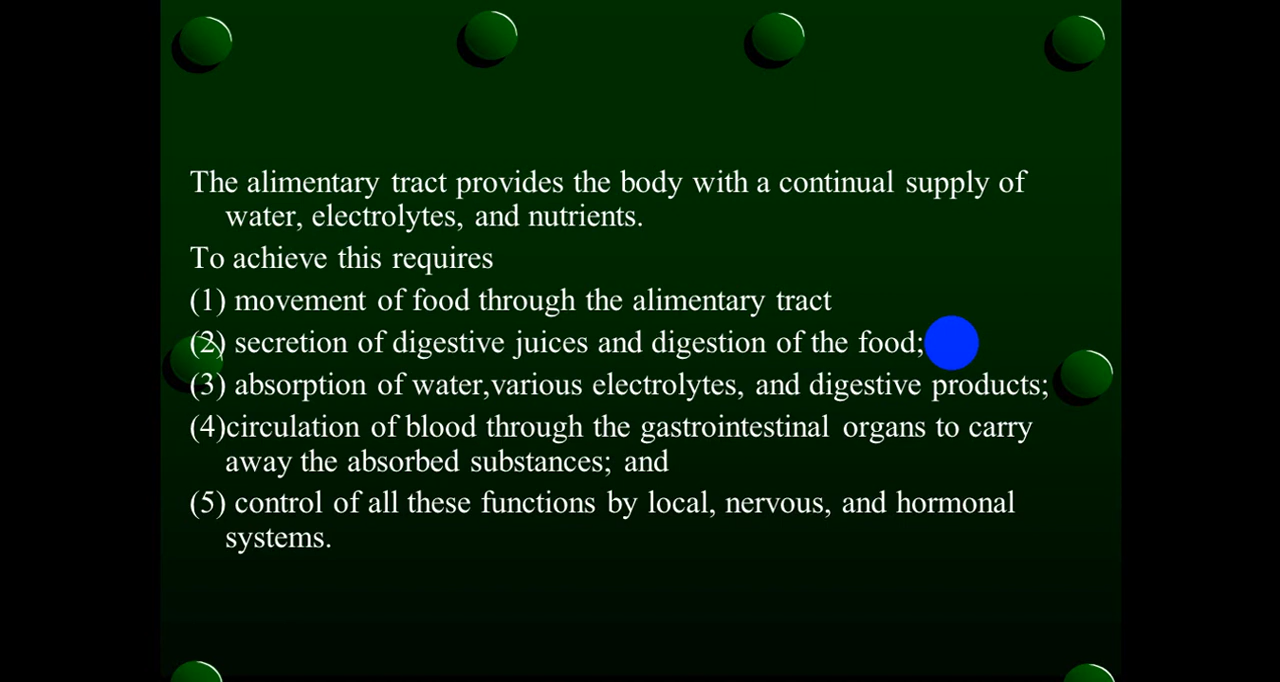 The alimentary tract provides the body with a continual supply of
water, electrolytes, and nutrients.
To achieve this requires
(1) movement of food through the alimentary tract
(2) secretion of digestive juices and digestion of the food;
(3) absorption of water,various electrolytes, and digestive products;
(4)circulation of blood through the gastrointestinal organs to carry
away the absorbed substances; and
(5) control of all these functions by local, nervous, and hormonal
systems.